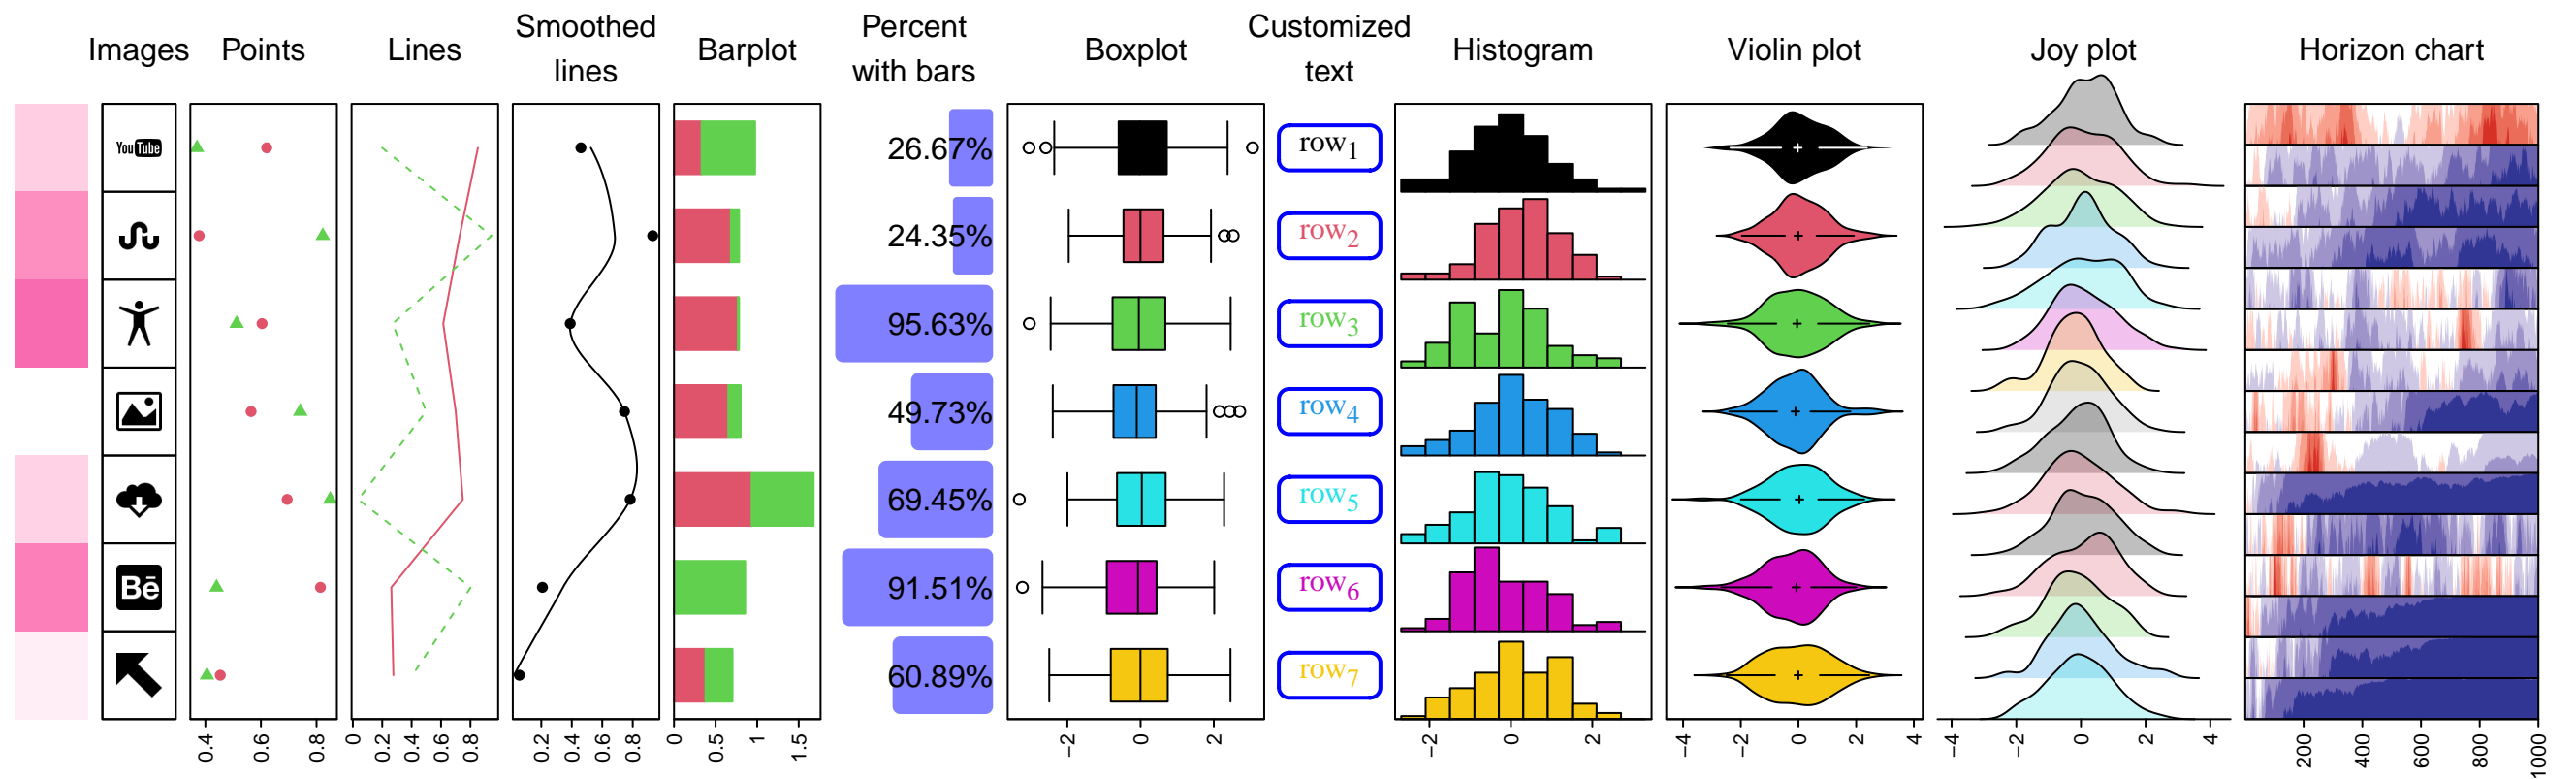 Images
Points
Lines
Smoothed
lines
Barplot
Percent
with bars
Boxplot
Customized
text
Histogram
Violin plot
Joy plot
Horizon chart
You Tube
26.67%
row1
24.35%
row2
95.63%
row3
49.73%
row4
69.45%
row5
Bē
91.51%
row6
60.89%
row7
0.4 0.6 0.8
0 0.2 0.4 0.6 0.8
0.2 0.4 0.6 0.8
0 0.5 1 1.5
−2 0 2
−2 0 2
−4 −2 0 2 4
−4 −2 0 2 4
200 400 600 800 1000